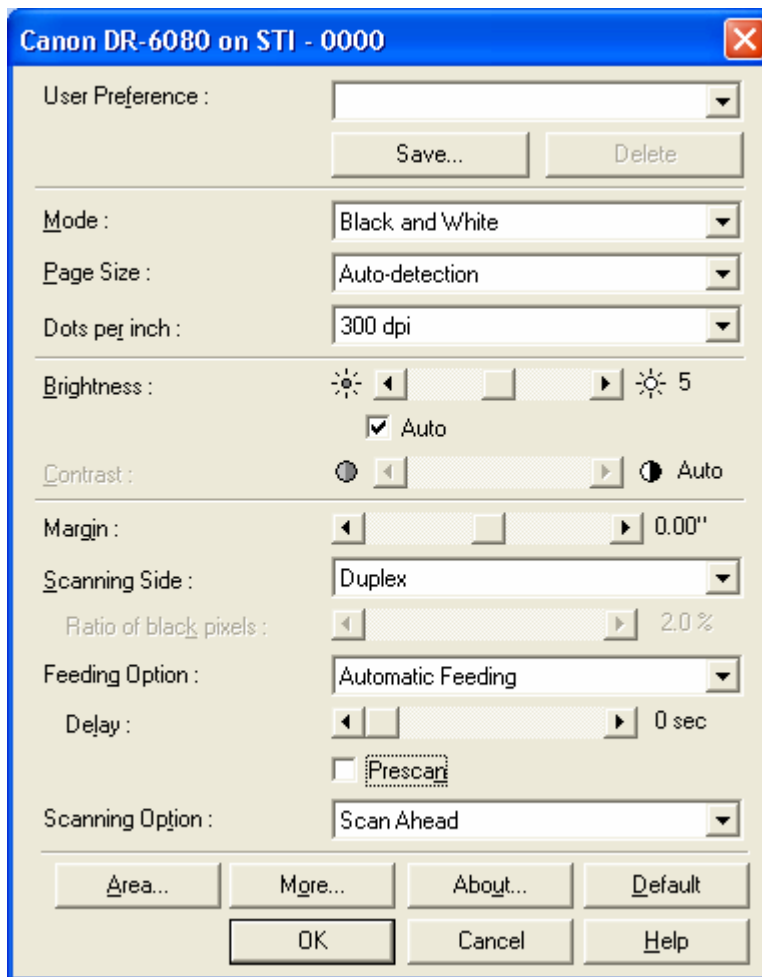 Canon DR-6080 on STI - 0000
User Preference :
Save... Delete
Mode : Black and White
Page Size : Auto-detection
Dots per inch : 300 dpi
Brightness : 5
Auto
Contrast : Auto
Margin : 0.00"
Scanning Side : Duplex
Ratio of black pixels : 2.0 %
Feeding Option : Automatic Feeding
Delay : 0 sec
Prescan
Scanning Option : Scan Ahead
Area... More... About... Default
OK Cancel Help